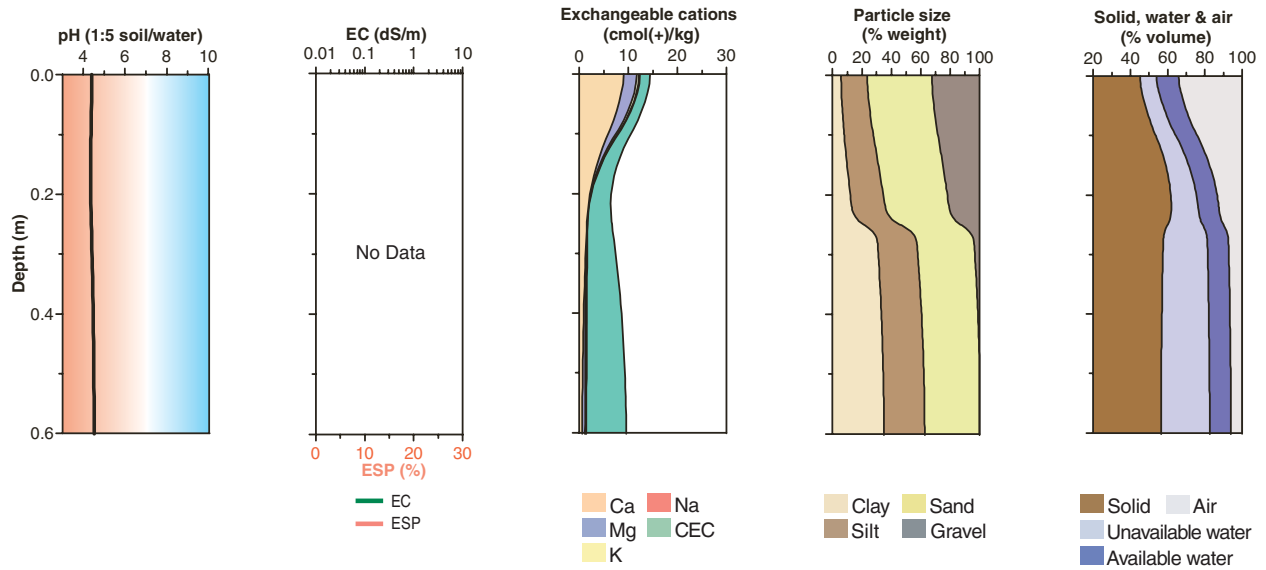 pH (1:5 soil/water)
4 6 8 10
0.0
0.2
0.4
0.6
Depth (m)
EC (dS/m)
0.01 0.1 1 10
No Data
0 10 20 30
ESP (%)
EC
ESP
Exchangeable cations
(cmol(+)/kg)
0 10 20 30
Ca Na
Mg CEC
K
Particle size
(% weight)
0 20 40 60 80 100
Clay Sand
Silt Gravel
Solid, water & air
(% volume)
20 40 60 80 100
Solid Air
Unavailable water
Available water